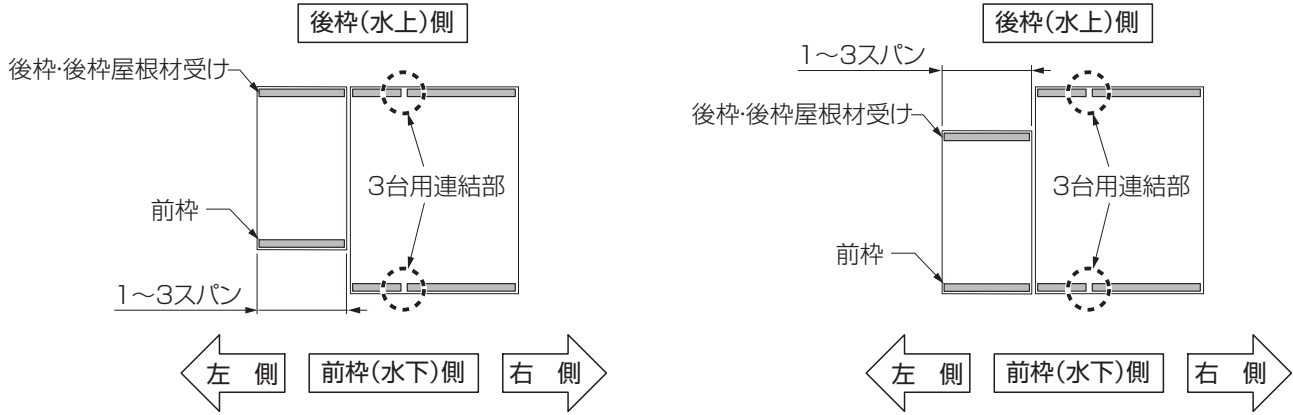 後枠(水上)側
後枠・後枠屋根材受け
3台用連結部
前枠
1～3スパン
左 側
前枠(水下)側
右 側
後枠(水上)側
1～3スパン
後枠・後枠屋根材受け
3台用連結部
前枠
左 側
前枠(水下)側
右 側